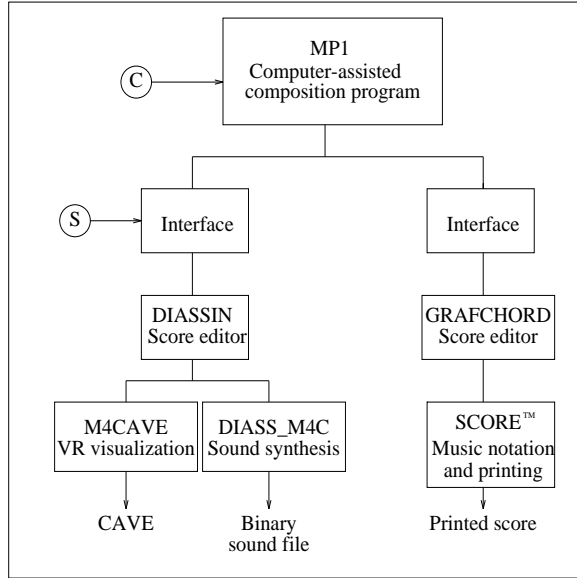 MP1
Computer-assisted
composition program
C
S
Interface
Interface
DIASSIN
Score editor
GRAFCHORD
Score editor
M4CAVE
VR visualization
DIASS_M4C
Sound synthesis
SCORE™
Music notation
and printing
CAVE
Binary
sound file
Printed score